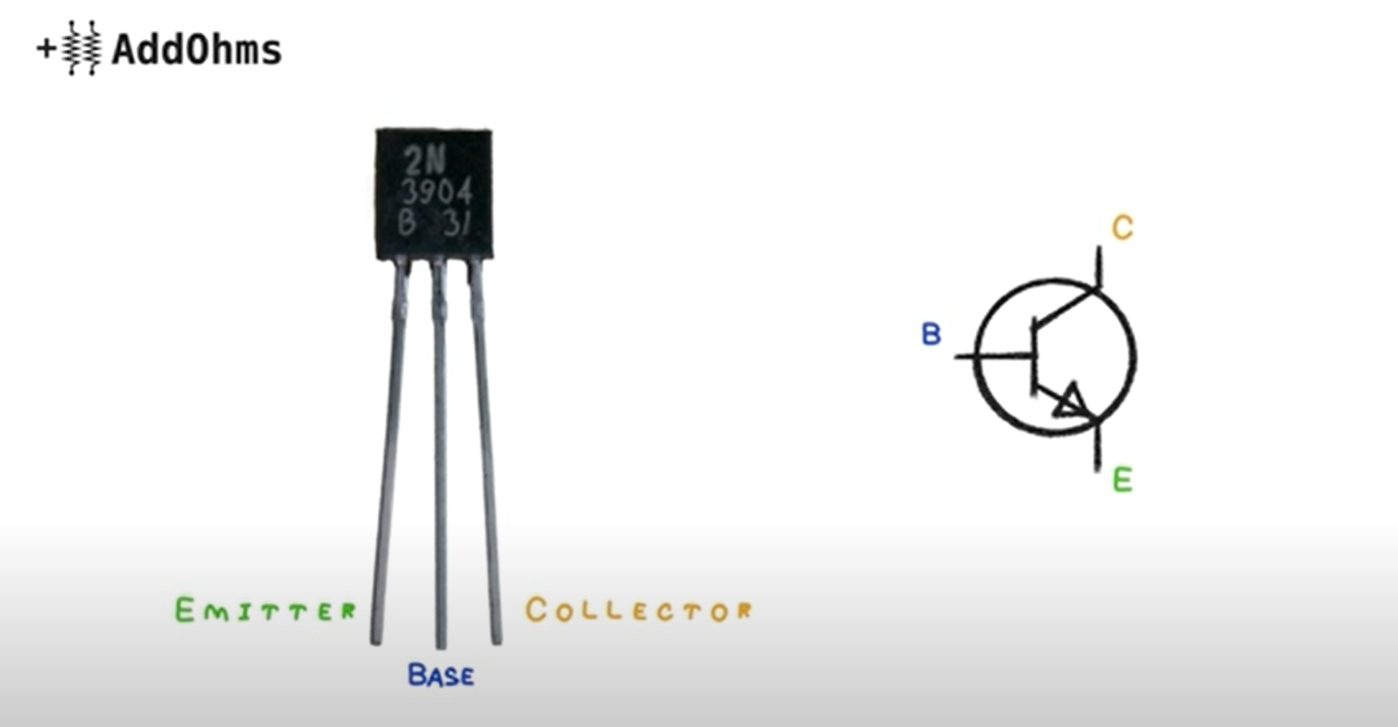 + AddOhms
2N
3904
B 31
C
B
E
EMITTER
COLLECTOR
BASE